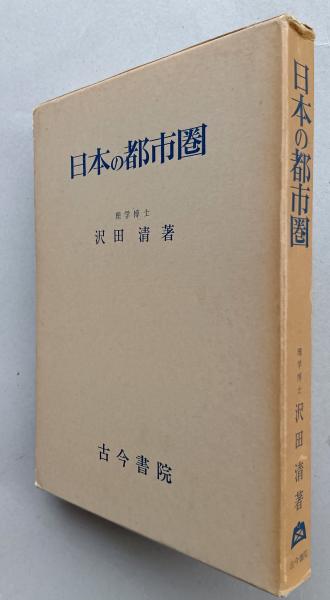 日本の都市圏
理学博士
沢田清著
古今書院
日本の都市圏
理学博士
沢田清著
古今書院